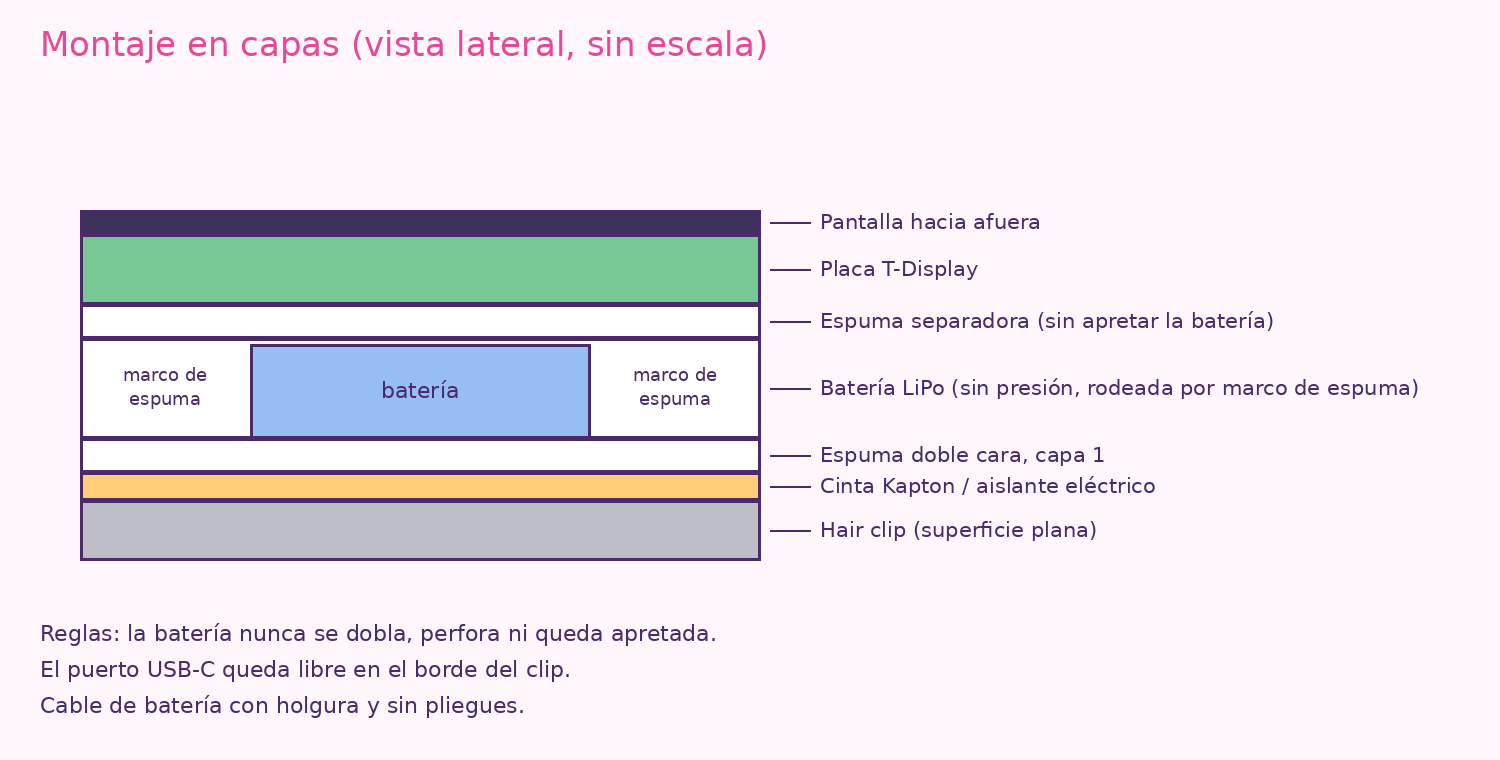 Montaje en capas (vista lateral, sin escala)
Pantalla hacia afuera
Placa T-Display
Espuma separadora (sin apretar la batería)
marco de
espuma
batería
marco de
espuma
Batería LiPo (sin presión, rodeada por marco de espuma)
Espuma doble cara, capa 1
Cinta Kapton / aislante eléctrico
Hair clip (superficie plana)
Reglas: la batería nunca se dobla, perfora ni queda apretada.
El puerto USB-C queda libre en el borde del clip.
Cable de batería con holgura y sin pliegues.